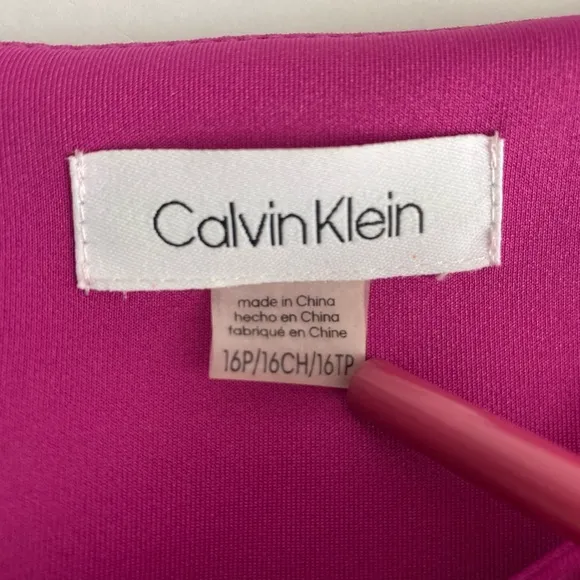 Calvin Klein
made in China
hecho en China
fabriqué en Chine
16P/16CH/16TP